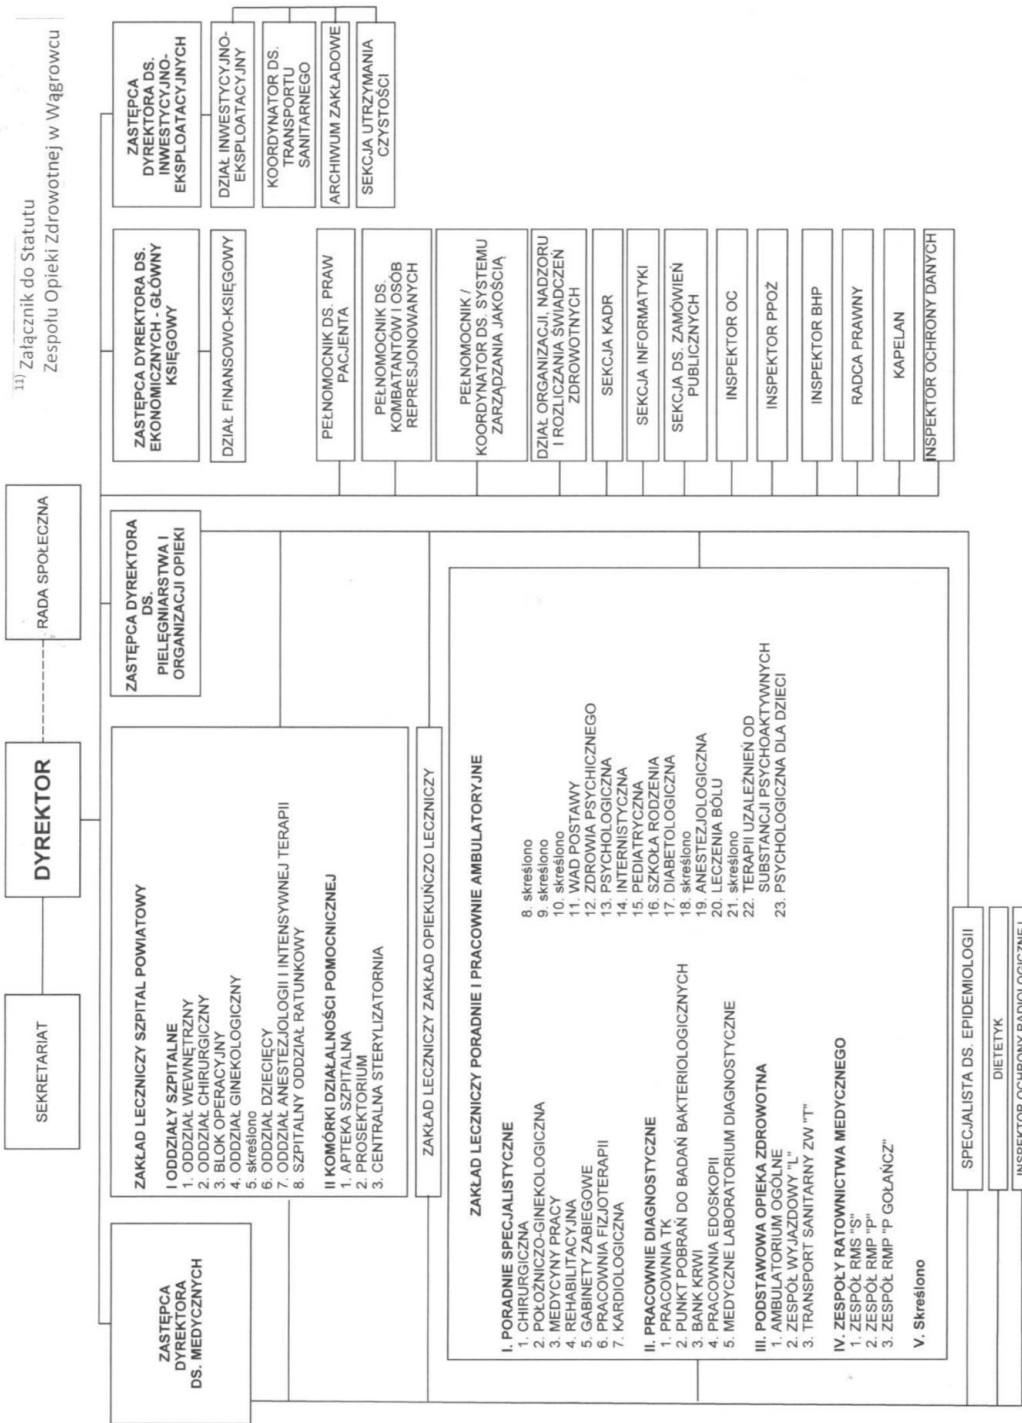 11) Załącznik do Statutu
Zespołu Opieki Zdrowotnej w Wągrowcu
SEKRETARIAT
DYREKTOR
RADA SPOŁECZNA
ZASTĘPCA
DYREKTORA
DS. MEDYCZNYCH
ZAKŁAD LECZNICZY SZPITAL POWIATOWY
I ODDZIAŁY SZPITALNE
1. ODDZIAŁ WEWNĘTRZNY
2. ODDZIAŁ CHIRURGICZNY
3. BLOK OPERACYJNY
4. ODDZIAŁ GINEKOLOGICZNY
5. skreślono
6. ODDZIAŁ DZIECIĘCY
7. ODDZIAŁ ANESTEZJOLOGII I INTENSYWNEJ TERAPII
8. SZPITALNY ODDZIAŁ RATUNKOWY
II KOMÓRKI DZIAŁALNOŚCI POMOCNICZEJ
1. APTEKA SZPITALNA
2. PROSEKTORIUM
3. CENTRALNA STERYLIZATORNIA
ZAKŁAD LECZNICZY ZAKŁAD OPIEKUŃCZO LECZNICZY
ZAKŁAD LECZNICZY PORADNIE I PRACOWNIE AMBULATORYJNE
I. PORADNIE SPECJALISTYCZNE
1. CHIRURGICZNA
2. POŁOŻNICZO-GINEKOLOGICZNA
3. MEDYCYNY PRACY
4. REHABILITACYJNA
5. GABINETY ZABIEGOWE
6. PRACOWNIA FIZJOTERAPII
7. KARDIOLOGICZNA
8. skreślono
9. skreślono
10. skreślono
11. WAD POSTAWY
12. ZDROWIA PSYCHICZNEGO
13. PSYCHOLOGICZNA
14. INTERNISTYCZNA
15. PEDIATRYCZNA
16. SZKOŁA RODZENIA
17. DIABETOLOGICZNA
18. skreślono
19. ANESTEZJOLOGICZNA
20. LECZENIA BÓLU
21. skreślono
22. TERAPII UZALEŻNIEŃ OD
SUBSTANCJI PSYCHOAKTYWNYCH
23. PSYCHOLOGICZNA DLA DZIECI
II. PRACOWNIE DIAGNOSTYCZNE
1. PRACOWNIA TK
2. PUNKT POBRAŃ DO BADAŃ BAKTERIOLOGICZNYCH
3. BANK KRWI
4. PRACOWNIA EDOSKOPII
5. MEDYCZNE LABORATORIUM DIAGNOSTYCZNE
III. PODSTAWOWA OPIEKA ZDROWOTNA
1. AMBULATORIUM OGÓLNE
2. ZESPÓŁ WYJAZDOWY "L"
3. TRANSPORT SANITARNY ZW "T"
IV. ZESPOŁY RATOWNICTWA MEDYCZNEGO
1. ZESPÓŁ RMS "S"
2. ZESPÓŁ RMP "P"
3. ZESPÓŁ RMP "P GOŁAŃCZ"
V. Skreślono
SPECJALISTA DS. EPIDEMIOLOGII
DIETETYK
INSPEKTOR OCHRONY RADIOLOGICZNEJ
ZASTĘPCA DYREKTORA
DS.
PIELĘGNIARSTWA I
ORGANIZACJI OPIEKI
ZASTĘPCA DYREKTORA DS.
EKONOMICZNYCH - GŁÓWNY
KSIĘGOWY
DZIAŁ FINANSOWO-KSIĘGOWY
PEŁNOMOCNIK DS. PRAW
PACJENTA
PEŁNOMOCNIK DS.
KOMBATANTÓW I OSÓB
REPRESJONOWANYCH
PEŁNOMOCNIK /
KOORDYNATOR DS. SYSTEMU
ZARZĄDZANIA JAKOŚCIĄ
DZIAŁ ORGANIZACJI, NADZORU
I ROZLICZANIA ŚWIADCZEŃ
ZDROWOTNYCH
SEKCJA KADR
SEKCJA INFORMATYKI
SEKCJA DS. ZAMÓWIEŃ
PUBLICZNYCH
INSPEKTOR OC
INSPEKTOR PPOŻ
INSPEKTOR BHP
RADCA PRAWNY
KAPELAN
INSPEKTOR OCHRONY DANYCH
ZASTĘPCA
DYREKTORA DS.
INWESTYCYJNO-
EKSPLOATACYJNYCH
DZIAŁ INWESTYCYJNO-
EKSPLOATACYJNY
KOORDYNATOR DS.
TRANSPORTU
SANITARNEGO
ARCHIWUM ZAKŁADOWE
SEKCJA UTRZYMANIA
CZYSTOŚCI